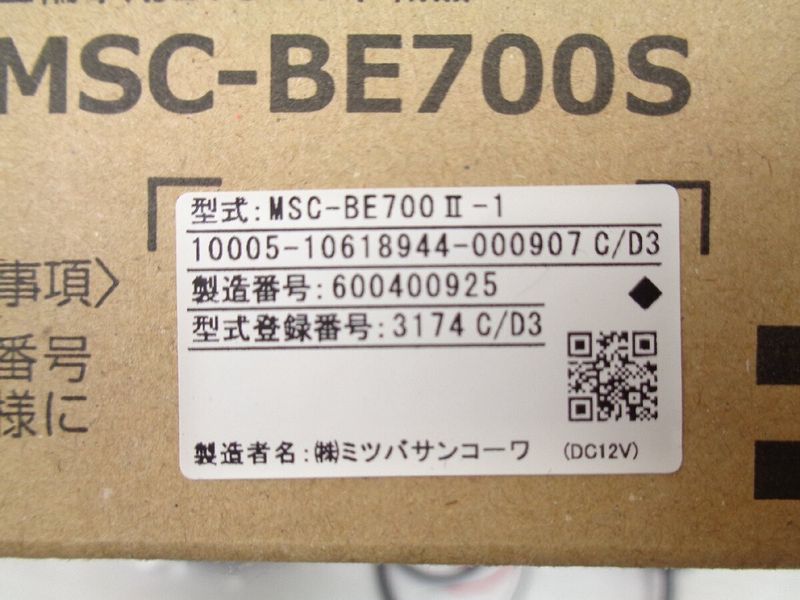 MSC-BE700S
型式:MSC-BE700Ⅱ-1
10005-10618944-000907 C/D3
事項〉
製造番号:600400925
型式登録番号:3174 C/D3
番号
様に
製造者名:㈱ミツバサンコーワ (DC12V)